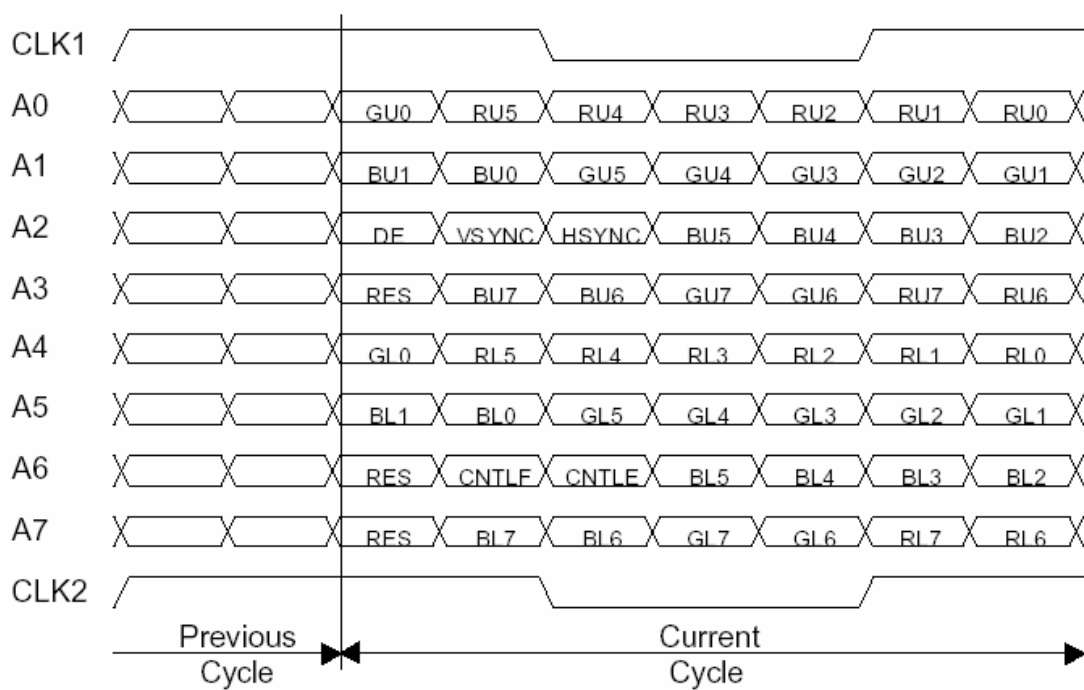 CLK1
A0 GU0 RU5 RU4 RU3 RU2 RU1 RU0
A1 BU1 BU0 GU5 GU4 GU3 GU2 GU1
A2 DE VSYNC HSYNC BU5 BU4 BU3 BU2
A3 RES BU7 BU6 GU7 GU6 RU7 RU6
A4 GL0 RL5 RL4 RL3 RL2 RL1 RL0
A5 BL1 BL0 GL5 GL4 GL3 GL2 GL1
A6 RES CNTLF CNTLE BL5 BL4 BL3 BL2
A7 RES BL7 BL6 GL7 GL6 RL7 RL6
CLK2
Previous Current
Cycle Cycle